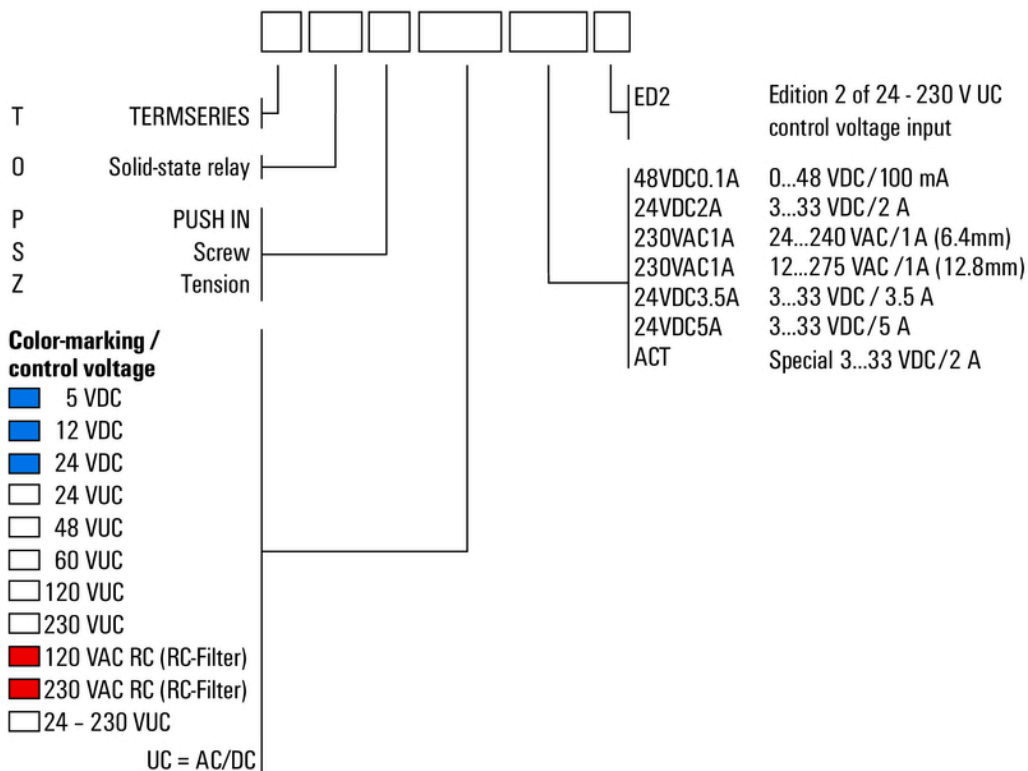 T TERMSERIES
O Solid-state relay
P PUSH IN
S Screw
Z Tension
Color-marking /
control voltage
5 VDC
12 VDC
24 VDC
24 VUC
48 VUC
60 VUC
120 VUC
230 VUC
120 VAC RC (RC-Filter)
230 VAC RC (RC-Filter)
24 – 230 VUC
UC = AC/DC
ED2 Edition 2 of 24 - 230 V UC
control voltage input
48VDC0.1A 0...48 VDC/100 mA
24VDC2A 3...33 VDC/2 A
230VAC1A 24...240 VAC/1A (6.4mm)
230VAC1A 12...275 VAC /1A (12.8mm)
24VDC3.5A 3...33 VDC / 3.5 A
24VDC5A 3...33 VDC/5 A
ACT Special 3...33 VDC/2 A